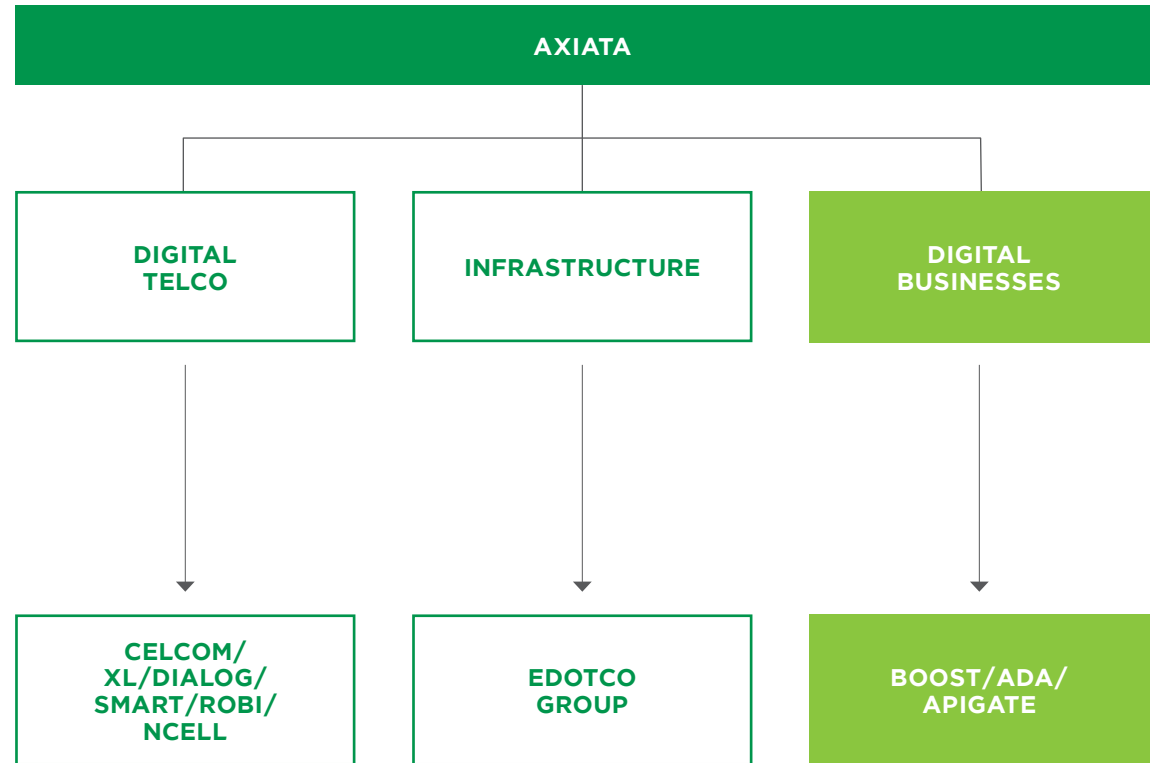 AXIATA
DIGITAL
TELCO
INFRASTRUCTURE
DIGITAL
BUSINESSES
CELCOM/
XL/DIALOG/
SMART/ROBI/
NCELL
EDOTCO
GROUP
BOOST/ADA/
APIGATE